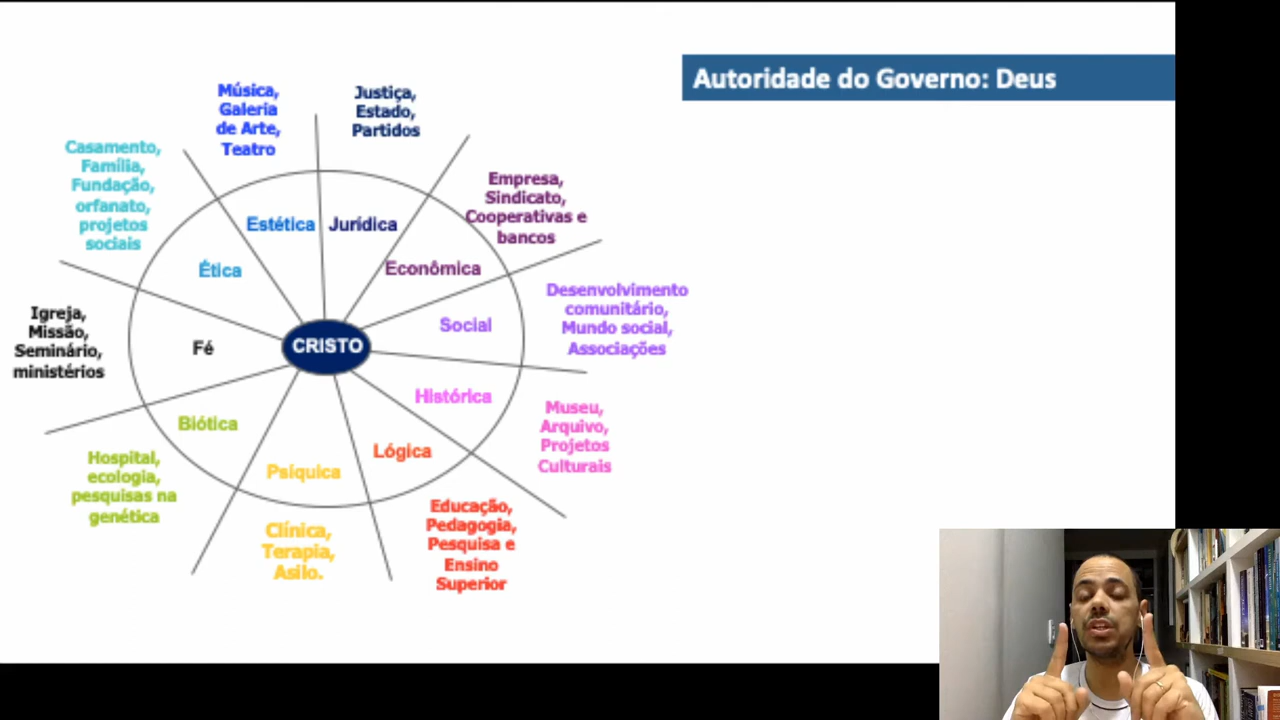 Autoridade do Governo: Deus
Música,
Galeria
de Arte,
Teatro
Justiça,
Estado,
Partidos
Casamento,
Família,
Fundação,
orfanato,
projetos
sociais
Empresa,
Sindicato,
Cooperativas e
bancos
Estética
Jurídica
Ética
Econômica
Desenvolvimento
comunitário,
Mundo social,
Associações
Social
Igreja,
Missão,
Seminário,
ministérios
Fé
CRISTO
Histórica
Museu,
Arquivo,
Projetos
Culturais
Biótica
Lógica
Psíquica
Hospital,
ecologia,
pesquisas na
genética
Clínica,
Terapia,
Asilo.
Educação,
Pedagogia,
Pesquisa e
Ensino
Superior